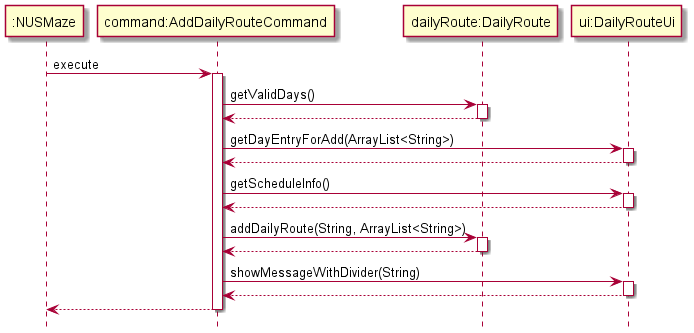 :NUSMaze
command:AddDailyRouteCommand
dailyRoute:DailyRoute
ui:DailyRouteUi
execute
getValidDays()
getDayEntryForAdd(ArrayList<String>)
getScheduleInfo()
addDailyRoute(String, ArrayList<String>)
showMessageWithDivider(String)